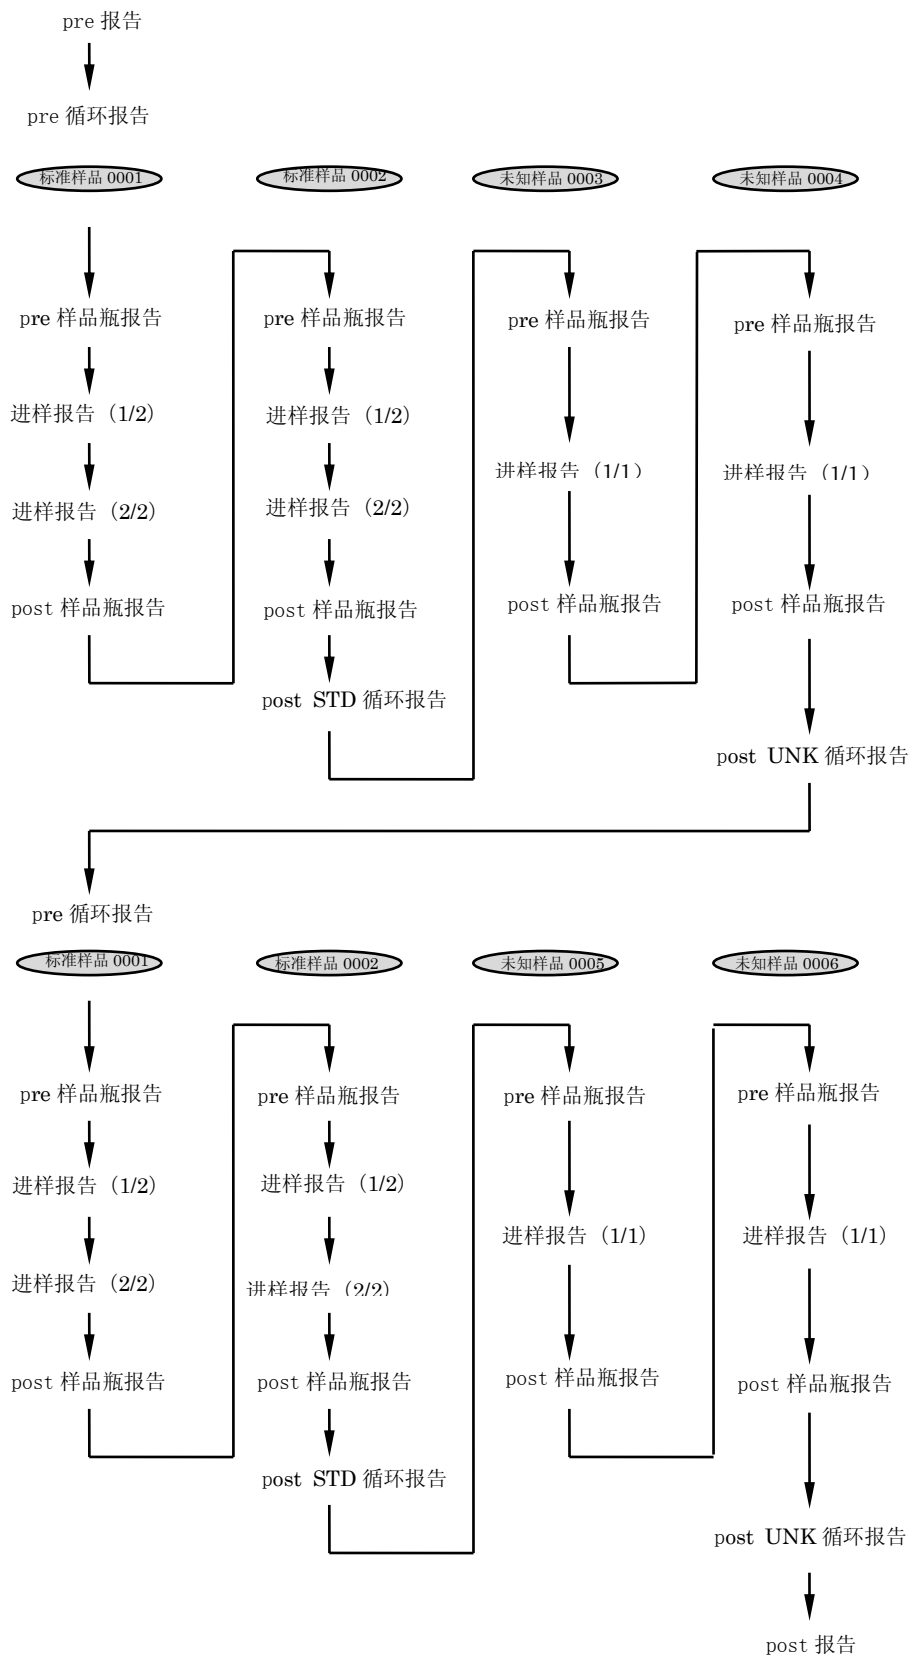 pre 报告
pre 循环报告
标准样品 0001
标准样品 0002
未知样品 0003
未知样品 0004
pre 样品瓶报告
pre 样品瓶报告
pre 样品瓶报告
pre 样品瓶报告
进样报告（1/2）
进样报告（1/2）
进样报告（1/1）
进样报告（1/1）
进样报告（2/2）
进样报告（2/2）
post 样品瓶报告
post 样品瓶报告
post 样品瓶报告
post 样品瓶报告
post STD 循环报告
post UNK 循环报告
pre 循环报告
标准样品 0001
标准样品 0002
未知样品 0005
未知样品 0006
pre 样品瓶报告
pre 样品瓶报告
pre 样品瓶报告
pre 样品瓶报告
进样报告（1/2）
进样报告（1/2）
进样报告（1/1）
进样报告（1/1）
进样报告（2/2）
进样报告（2/2）
post 样品瓶报告
post 样品瓶报告
post 样品瓶报告
post 样品瓶报告
post STD 循环报告
post UNK 循环报告
post 报告